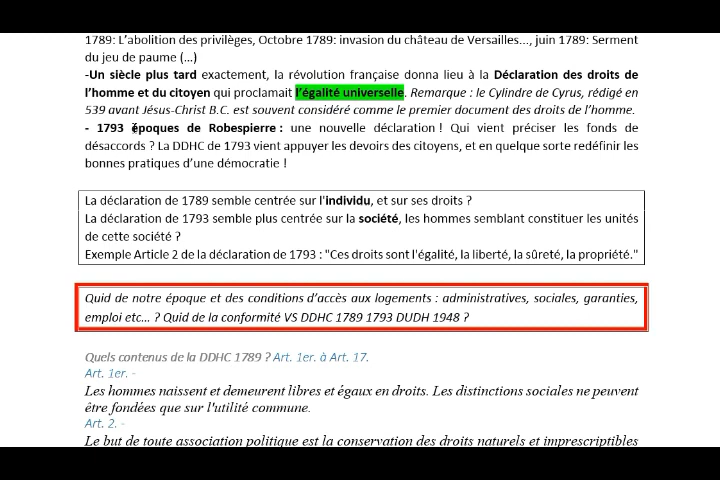 1789: L’abolition des privilèges, Octobre 1789: invasion du château de Versailles..., juin 1789: Serment
du jeu de paume (...)
-Un siècle plus tard exactement, la révolution française donna lieu à la Déclaration des droits de
l’homme et du citoyen qui proclamait l’égalité universelle. Remarque : le Cylindre de Cyrus, rédigé en
539 avant Jésus-Christ B.C. est souvent considéré comme le premier document des droits de l’homme.
- 1793 époques de Robespierre : une nouvelle déclaration ! Qui vient préciser les fonds de
désaccords ? La DDHC de 1793 vient appuyer les devoirs des citoyens, et en quelque sorte redéfinir les
bonnes pratiques d’une démocratie !
La déclaration de 1789 semble centrée sur l'individu, et sur ses droits ?
La déclaration de 1793 semble plus centrée sur la société, les hommes semblant constituer les unités
de cette société ?
Exemple Article 2 de la déclaration de 1793 : "Ces droits sont l'égalité, la liberté, la sûreté, la propriété."
Quid de notre époque et des conditions d’accès aux logements : administratives, sociales, garanties,
emploi etc... ? Quid de la conformité VS DDHC 1789 1793 DUDH 1948 ?
Quels contenus de la DDHC 1789 ? Art. 1er. à Art. 17.
Art. 1er. -
Les hommes naissent et demeurent libres et égaux en droits. Les distinctions sociales ne peuvent
être fondées que sur l'utilité commune.
Art. 2. -
Le but de toute association politique est la conservation des droits naturels et imprescriptibles